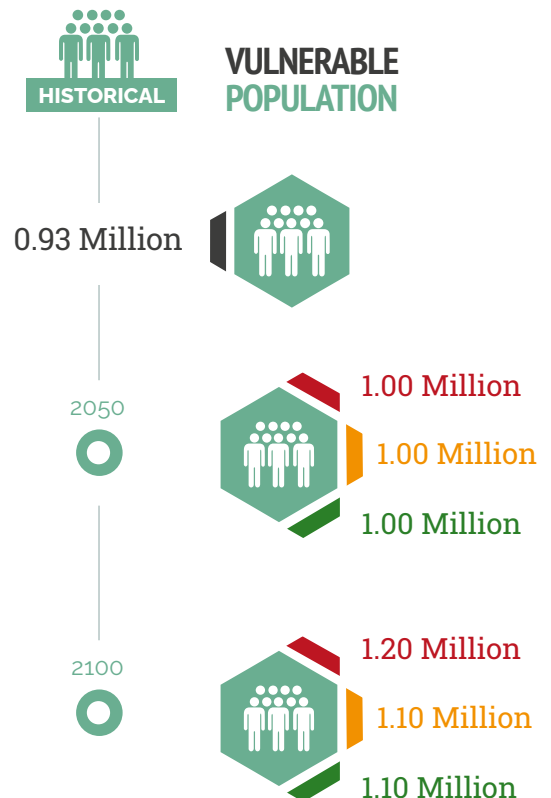 HISTORICAL
VULNERABLE
POPULATION
0.93 Million
2050
1.00 Million
1.00 Million
1.00 Million
2100
1.20 Million
1.10 Million
1.10 Million